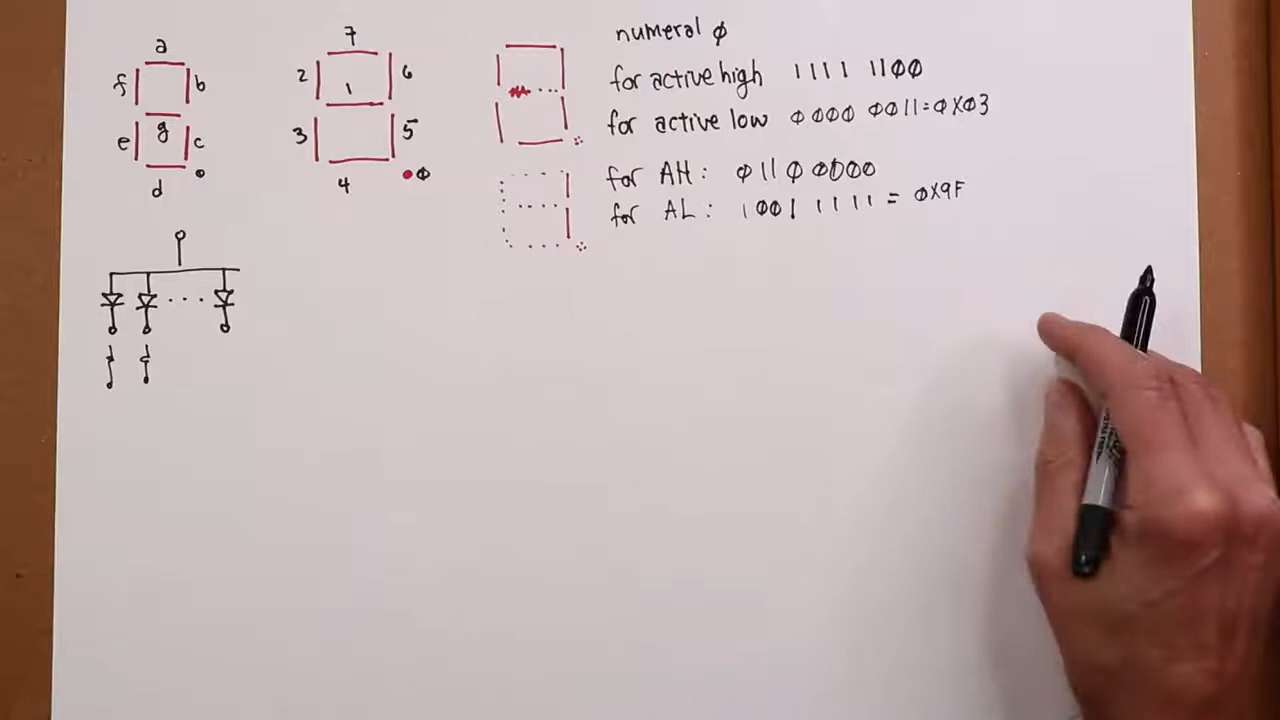 a
f b
g
e c
d
7
2 6
1
3 5
4 φ
numeral φ
for active high 1111 11φφ
for active low φφφφ φφ11=φXφ3
for AH: φ11φ φφφφ
for AL: 1φφ1 1111 = φX9F